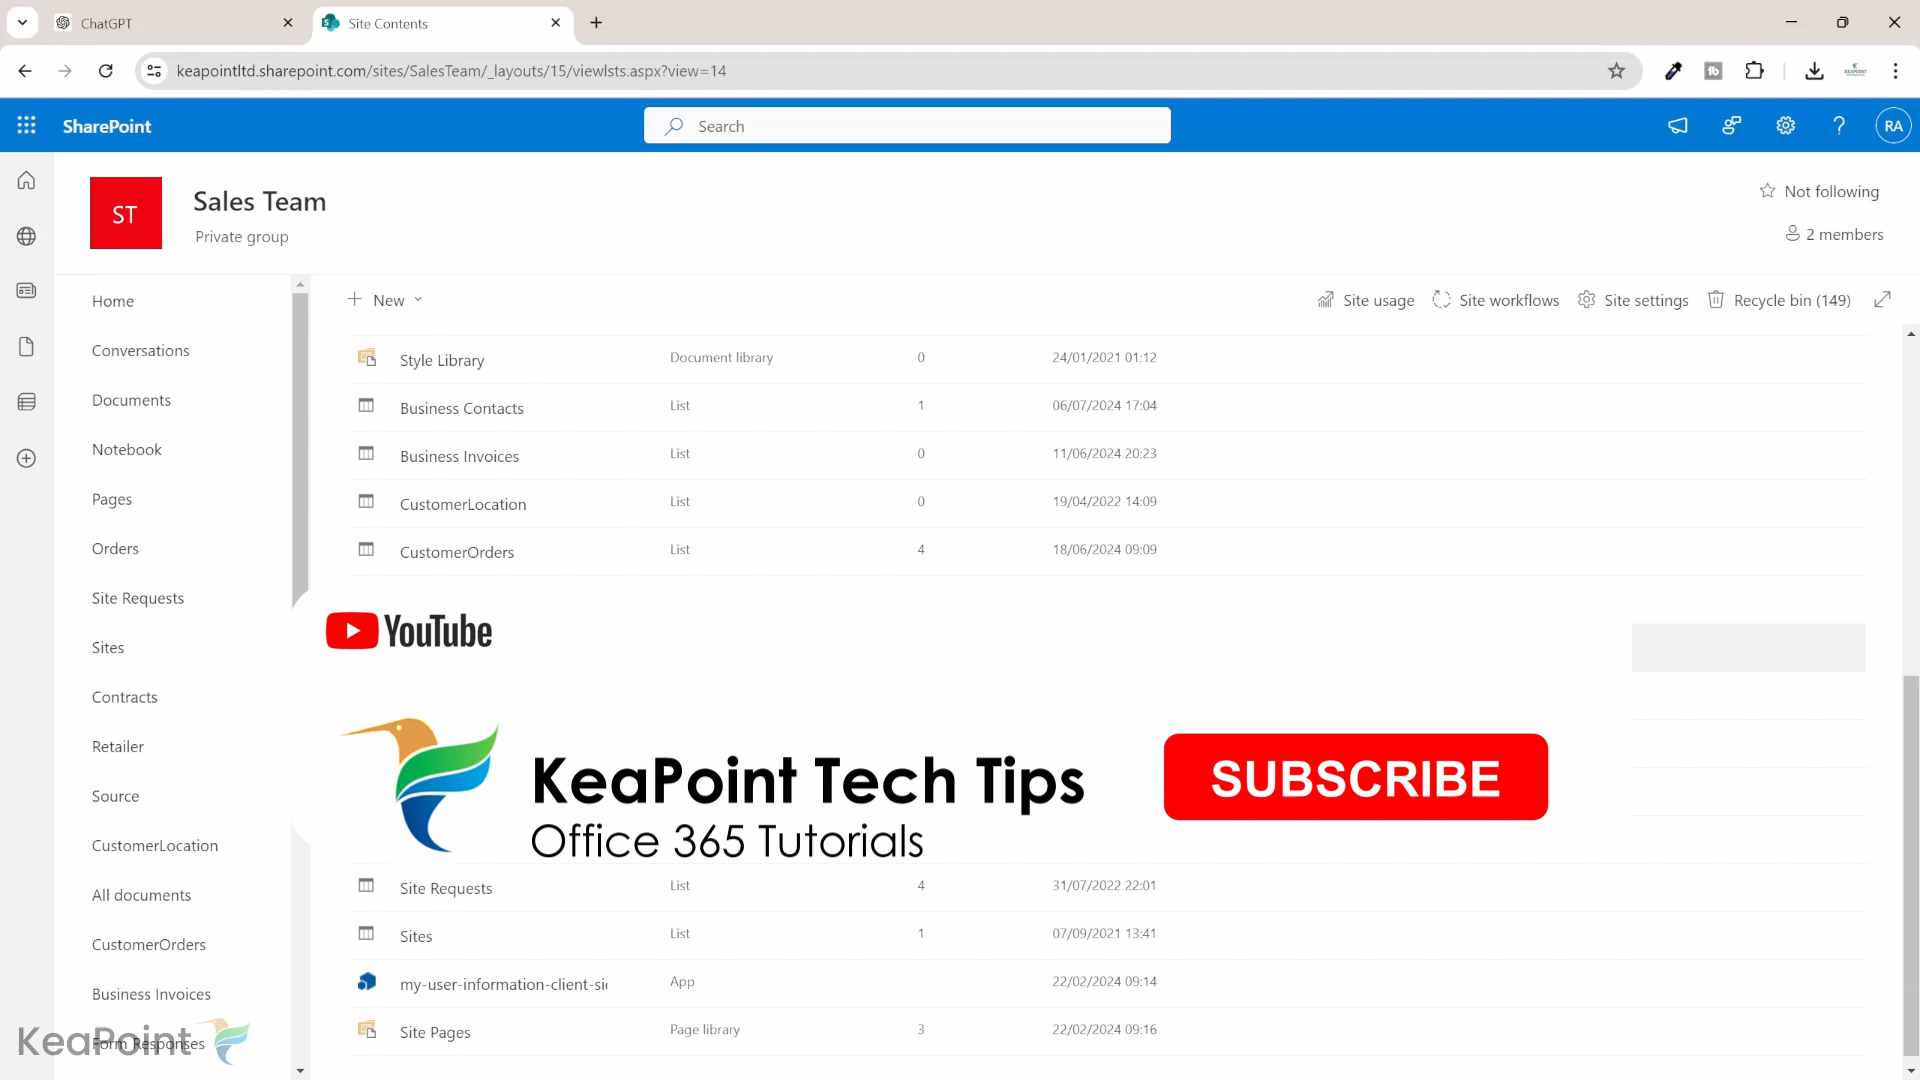 ChatGPT
Site Contents
keapointltd.sharepoint.com/sites/SalesTeam/_layouts/15/viewlsts.aspx?view=14
SharePoint
Search
RA
ST
Sales Team
Private group
Not following
2 members
Home
Conversations
Documents
Notebook
Pages
Orders
Site Requests
Sites
Contracts
Retailer
Source
CustomerLocation
All documents
CustomerOrders
Business Invoices
Form Responses
New
Site usage
Site workflows
Site settings
Recycle bin (149)
Style Library Document library 0 24/01/2021 01:12
Business Contacts List 1 06/07/2024 17:04
Business Invoices List 0 11/06/2024 20:23
CustomerLocation List 0 19/04/2022 14:09
CustomerOrders List 4 18/06/2024 09:09
YouTube
KeaPoint Tech Tips
Office 365 Tutorials
SUBSCRIBE
Site Requests List 4 31/07/2022 22:01
Sites List 1 07/09/2021 13:41
my-user-information-client-si App 22/02/2024 09:14
Site Pages Page library 3 22/02/2024 09:16
KeaPoint